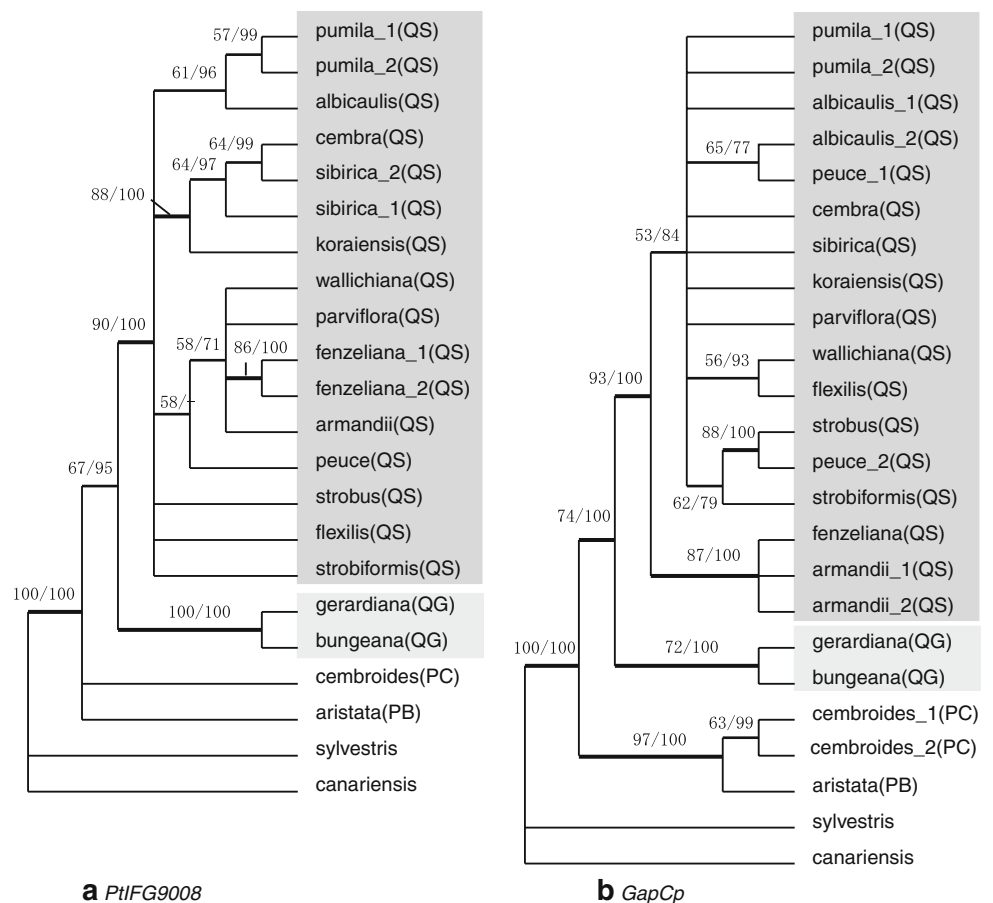 57/99
pumila_1(QS)
pumila_2(QS)
61/96
albicaulis(QS)
64/99
cembra(QS)
64/97
sibirica_2(QS)
88/100
sibirica_1(QS)
koraiensis(QS)
wallichiana(QS)
90/100
parviflora(QS)
58/71
86/100
fenzeliana_1(QS)
fenzeliana_2(QS)
58/-
armandii(QS)
peuce(QS)
67/95
strobus(QS)
flexilis(QS)
strobiformis(QS)
100/100
gerardiana(QG)
100/100
bungeana(QG)
cembroides(PC)
aristata(PB)
sylvestris
canariensis
a PtIFG9008
pumila_1(QS)
pumila_2(QS)
albicaulis_1(QS)
albicaulis_2(QS)
65/77
peuce_1(QS)
cembra(QS)
53/84
sibirica(QS)
koraiensis(QS)
parviflora(QS)
56/93
wallichiana(QS)
93/100
flexilis(QS)
88/100
strobus(QS)
peuce_2(QS)
62/79
strobiformis(QS)
74/100
fenzeliana(QS)
87/100
armandii_1(QS)
armandii_2(QS)
100/100
gerardiana(QG)
72/100
bungeana(QG)
63/99
cembroides_1(PC)
97/100
cembroides_2(PC)
aristata(PB)
sylvestris
canariensis
b GapCp